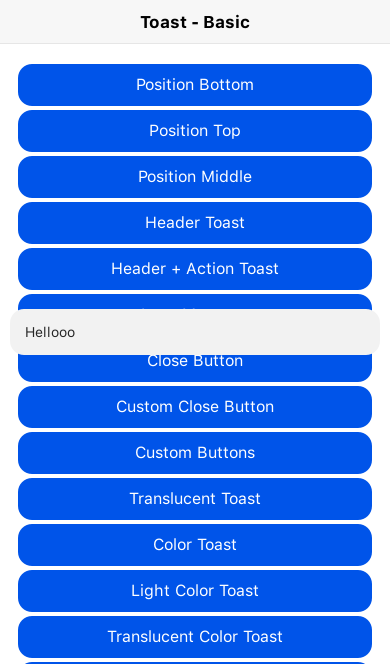 Toast - Basic
Position Bottom
Position Top
Position Middle
Header Toast
Header + Action Toast
Hellooo
Close Button
Custom Close Button
Custom Buttons
Translucent Toast
Color Toast
Light Color Toast
Translucent Color Toast